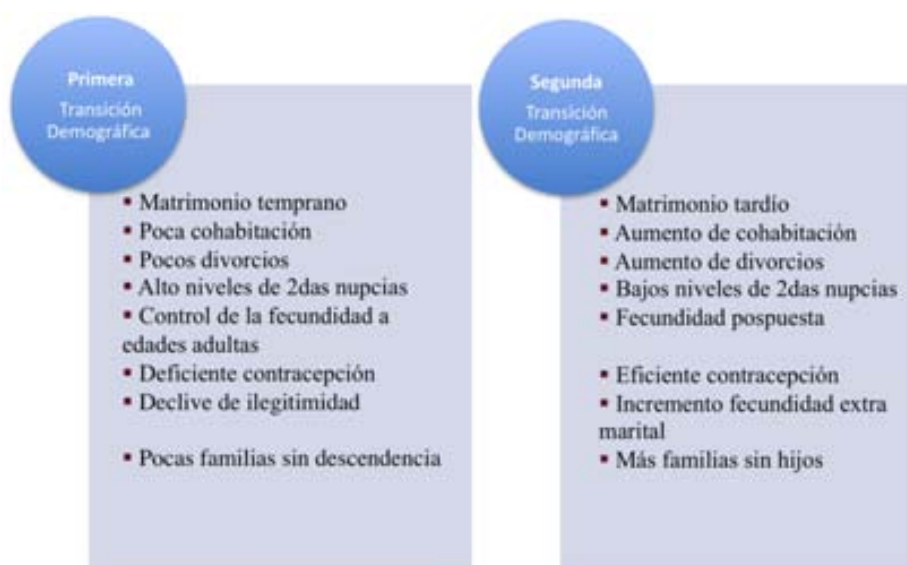 Primera
Transición
Demográfica
▪ Matrimonio temprano
▪ Poca cohabitación
▪ Pocos divorcios
▪ Alto niveles de 2das nupcias
▪ Control de la fecundidad a
edades adultas
▪ Deficiente contracepción
▪ Declive de ilegitimidad
▪ Pocas familias sin descendencia
Segunda
Transición
Demográfica
▪ Matrimonio tardío
▪ Aumento de cohabitación
▪ Aumento de divorcios
▪ Bajos niveles de 2das nupcias
▪ Fecundidad pospuesta
▪ Eficiente contracepción
▪ Incremento fecundidad extra
marital
▪ Más familias sin hijos